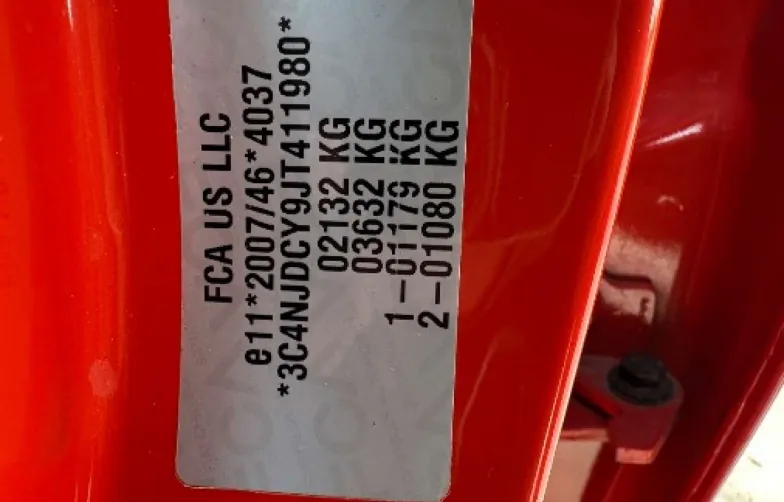 FCA US LLC
e11*2007/46*4037
*3C4NJDCY9JT411980*
02132 KG
03632 KG
1-01179 KG
2-01080 KG